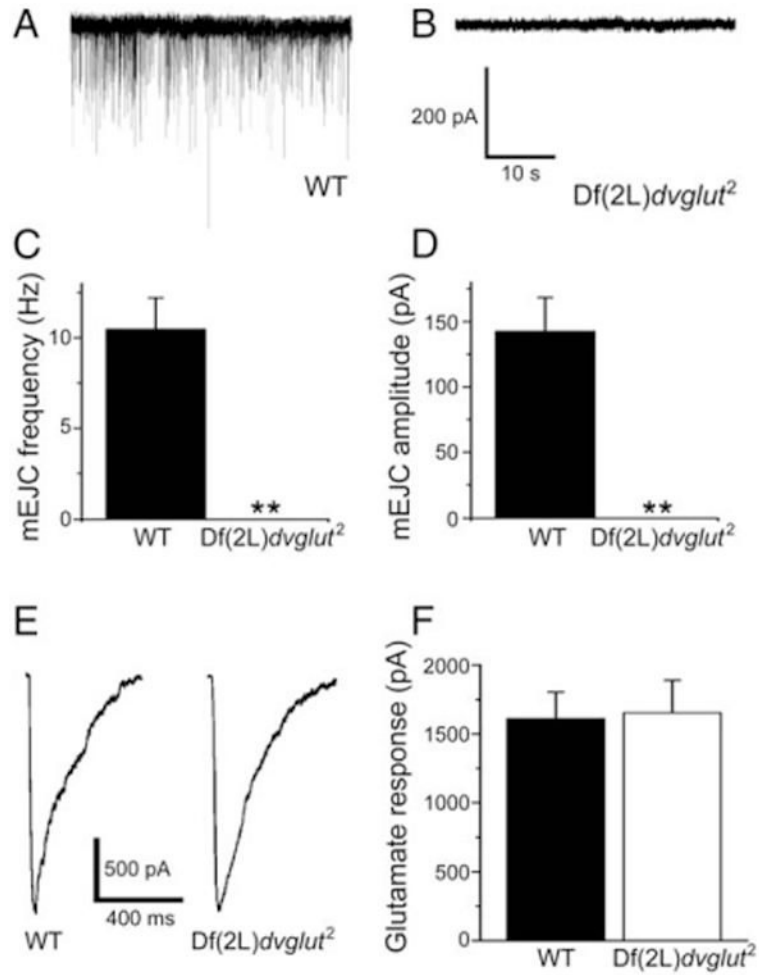 A
B
WT
200 pA
10 s
Df(2L)dvglut²
C
mEJC frequency (Hz)
10
5
0
**
WT
Df(2L)dvglut²
D
mEJC amplitude (pA)
150
100
50
0
**
WT
Df(2L)dvglut²
E
500 pA
400 ms
WT
Df(2L)dvglut²
F
Glutamate response (pA)
2000
1500
1000
500
0
WT
Df(2L)dvglut²